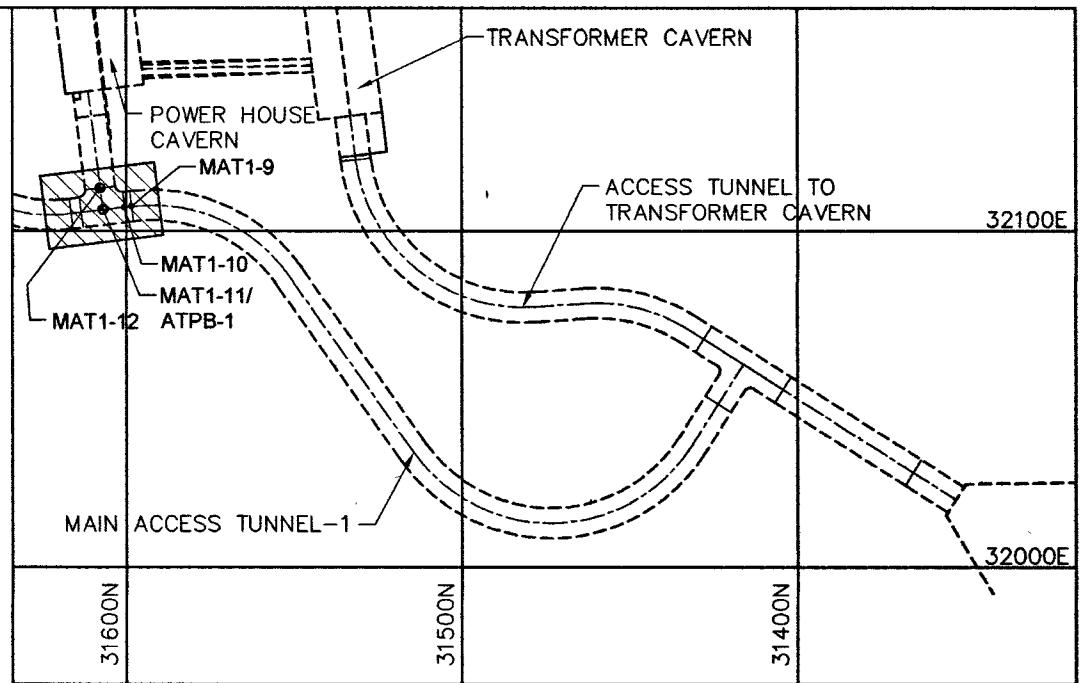 TRANSFORMER CAVERN
POWER HOUSE
CAVERN
MAT1-9
ACCESS TUNNEL TO
TRANSFORMER CAVERN
32100E
MAT1-10
MAT1-11/
MAT1-12 ATPB-1
MAIN ACCESS TUNNEL-1
32000E
31600N
31500N
31400N